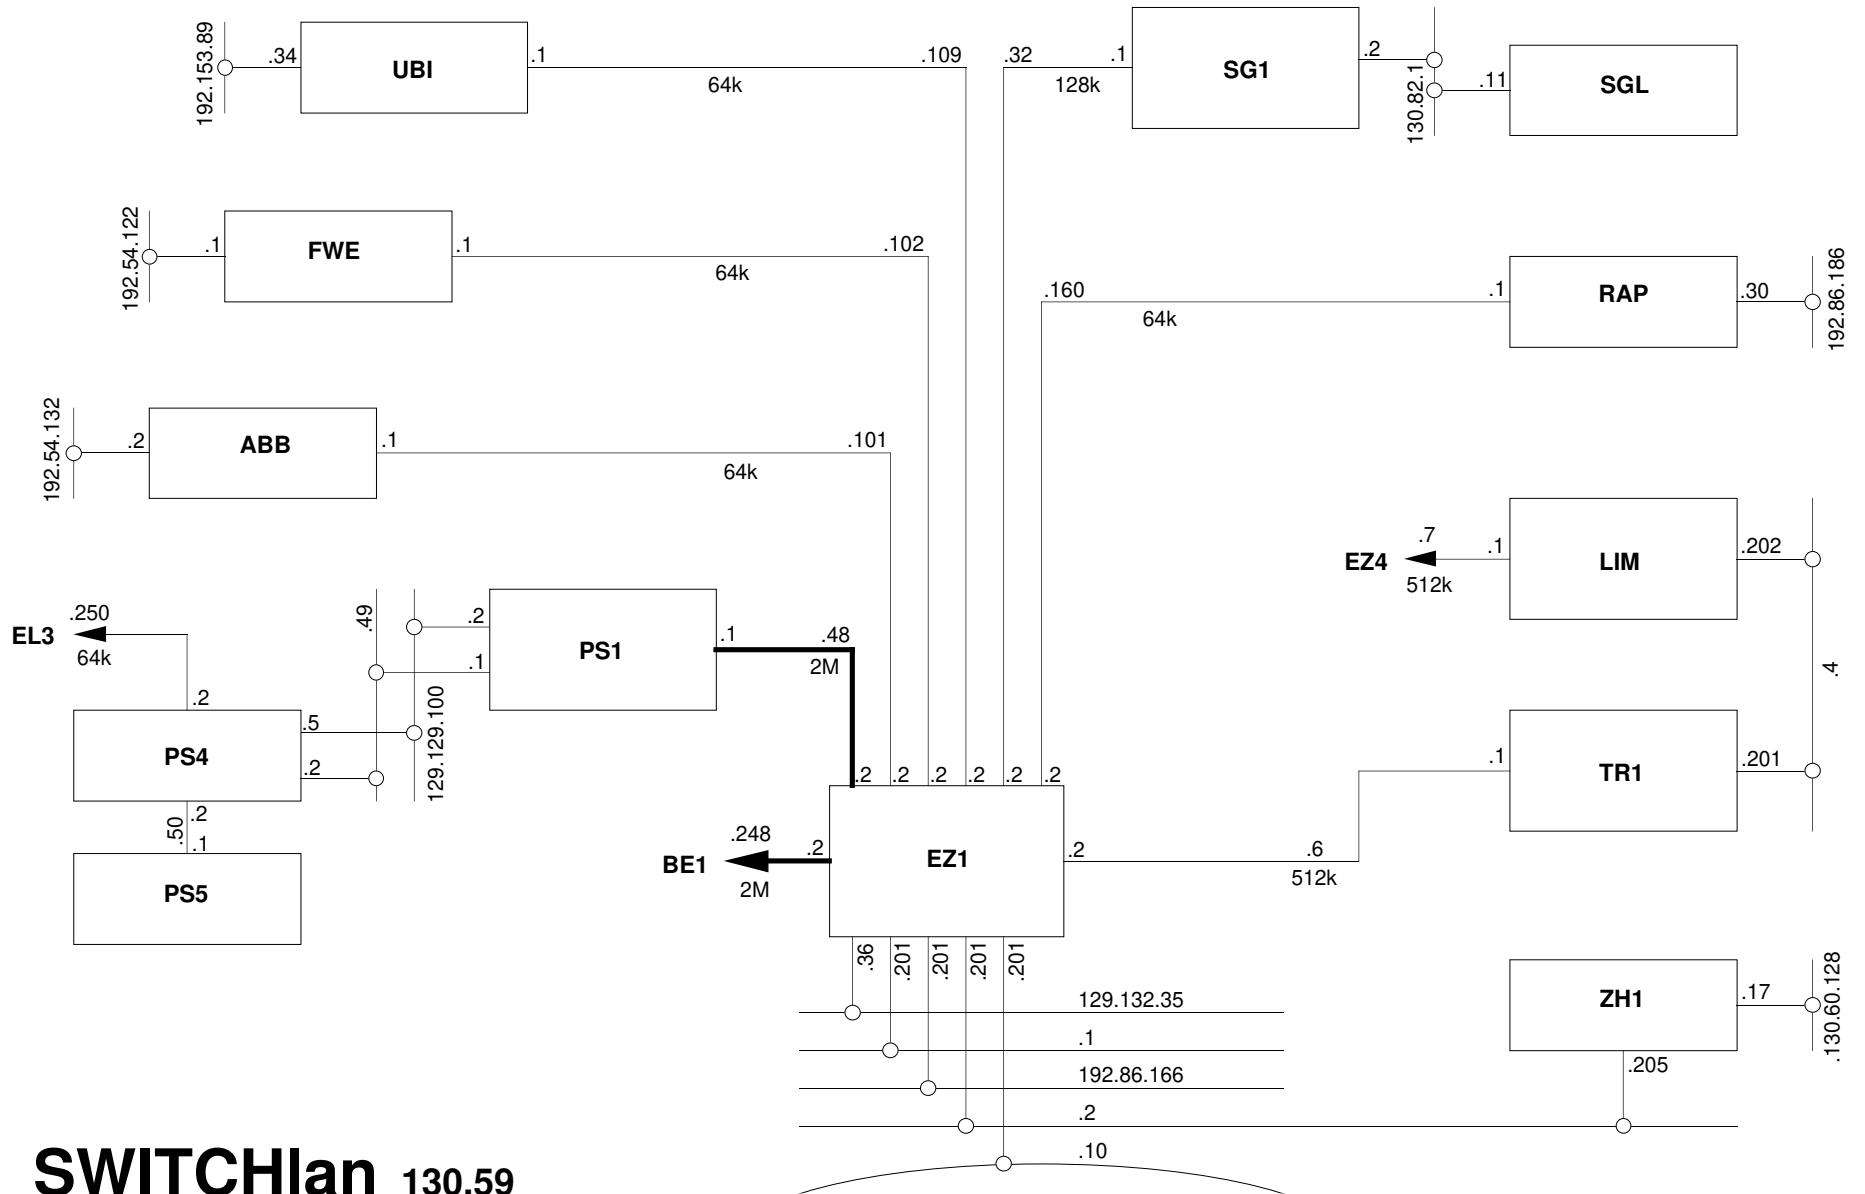 192.153.89
.34
UBI
.1
64k
.109
.32
128k
.1
SG1
.2
130.82.1
.11
SGL
192.54.122
.1
FWE
.1
64k
.102
.160
64k
.1
RAP
.30
192.86.186
192.54.132
.2
ABB
.1
64k
.101
EZ4
.7
512k
.1
LIM
.202
.4
EL3
.250
64k
.49
.2
.1
PS1
.1
.48
2M
129.129.100
.2
PS4
.5
.2
.2
.50
.1
PS5
.2
.2
.2
.2
.2
.2
BE1
.248
2M
.2
EZ1
.2
.6
512k
.1
TR1
.201
.36
.201
.201
.201
.201
129.132.35
.1
192.86.166
.2
.10
ZH1
.17
.130.60.128
.205
SWITCHlan 130.59